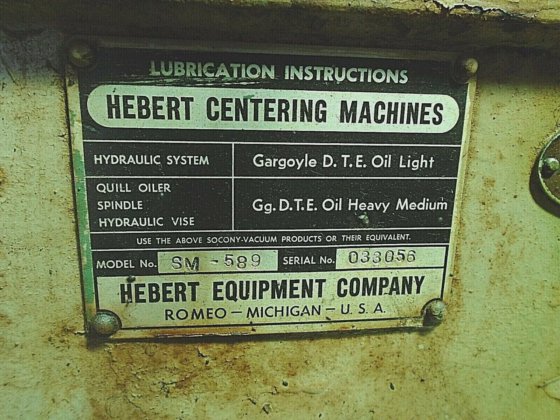 LUBRICATION INSTRUCTIONS
HEBERT CENTERING MACHINES
HYDRAULIC SYSTEM Gargoyle D. T. E. Oil Light
QUILL OILER
SPINDLE Gg. D.T.E. Oil Heavy Medium
HYDRAULIC VISE
USE THE ABOVE SOCONY-VACUUM PRODUCTS OR THEIR EQUIVALENT.
MODEL No. SM-589 SERIAL No. 033056
HEBERT EQUIPMENT COMPANY
ROMEO—MICHIGAN—U. S. A.